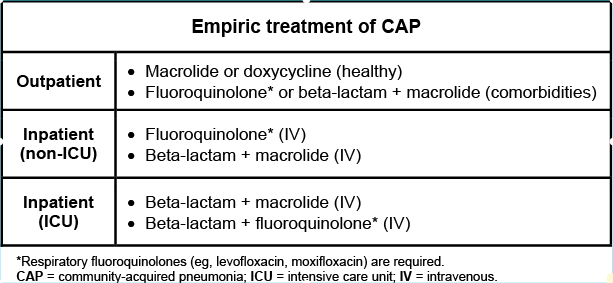 Empiric treatment of CAP
Outpatient
• Macrolide or doxycycline (healthy)
• Fluoroquinolone* or beta-lactam + macrolide (comorbidities)
Inpatient
(non-ICU)
• Fluoroquinolone* (IV)
• Beta-lactam + macrolide (IV)
Inpatient
(ICU)
• Beta-lactam + macrolide (IV)
• Beta-lactam + fluoroquinolone* (IV)
*Respiratory fluoroquinolones (eg, levofloxacin, moxifloxacin) are required.
CAP = community-acquired pneumonia; ICU = intensive care unit; IV = intravenous.